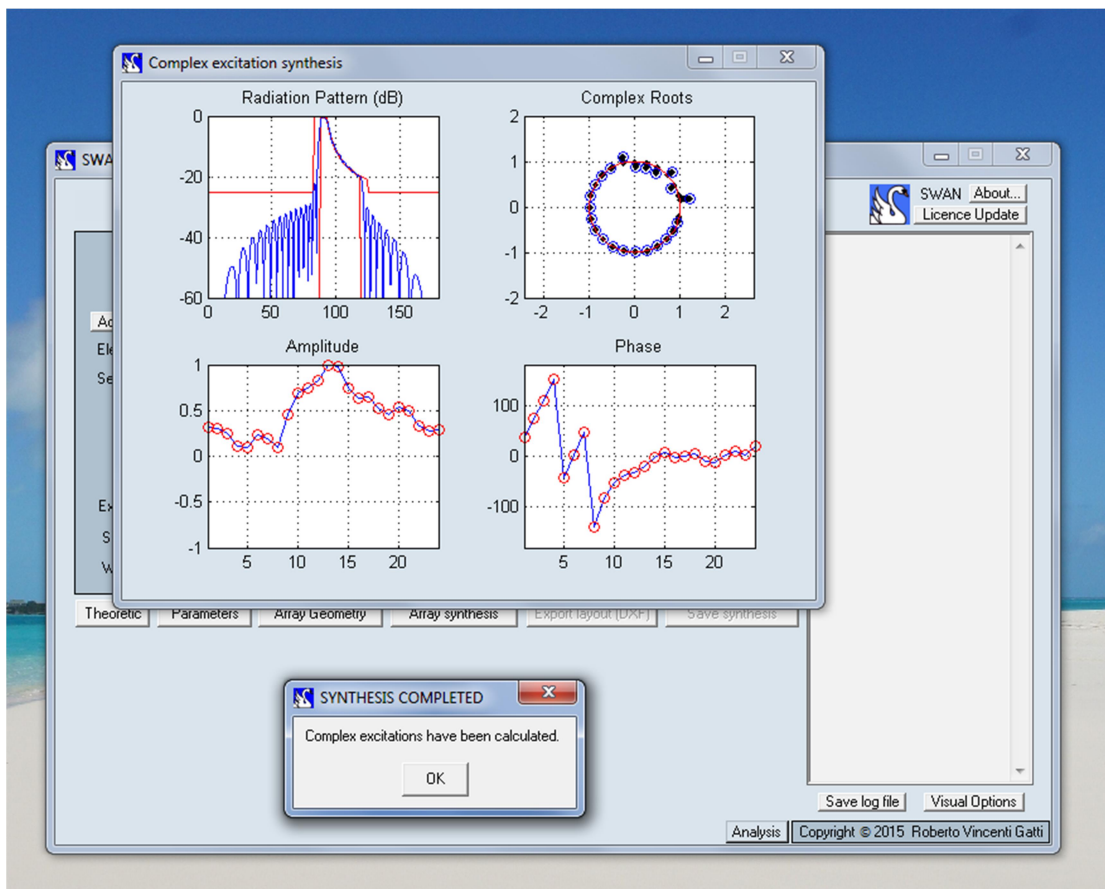 Complex excitation synthesis
Radiation Pattern (dB)
0
-20
-40
-60
0 50 100 150
Complex Roots
2
1
0
-1
-2
-2 -1 0 1 2
Amplitude
1
0.5
0
-0.5
-1
5 10 15 20
Phase
100
0
-100
5 10 15 20
SWAN About...
Licence Update
Theoretic Parameters Array Geometry Array synthesis Export layout (DXF) Save synthesis
SYNTHESIS COMPLETED
Complex excitations have been calculated.
OK
Save log file Visual Options
Analysis Copyright © 2015 Roberto Vincenti Gatti